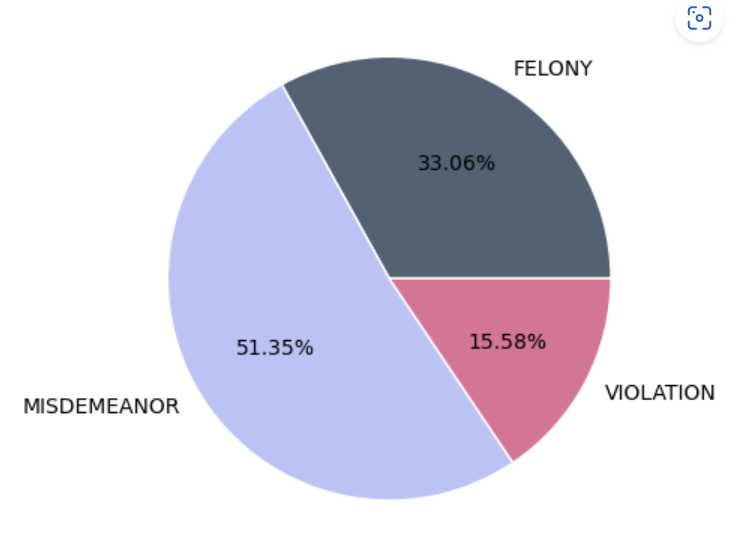 FELONY
33.06%
51.35%
15.58%
MISDEMEANOR
VIOLATION